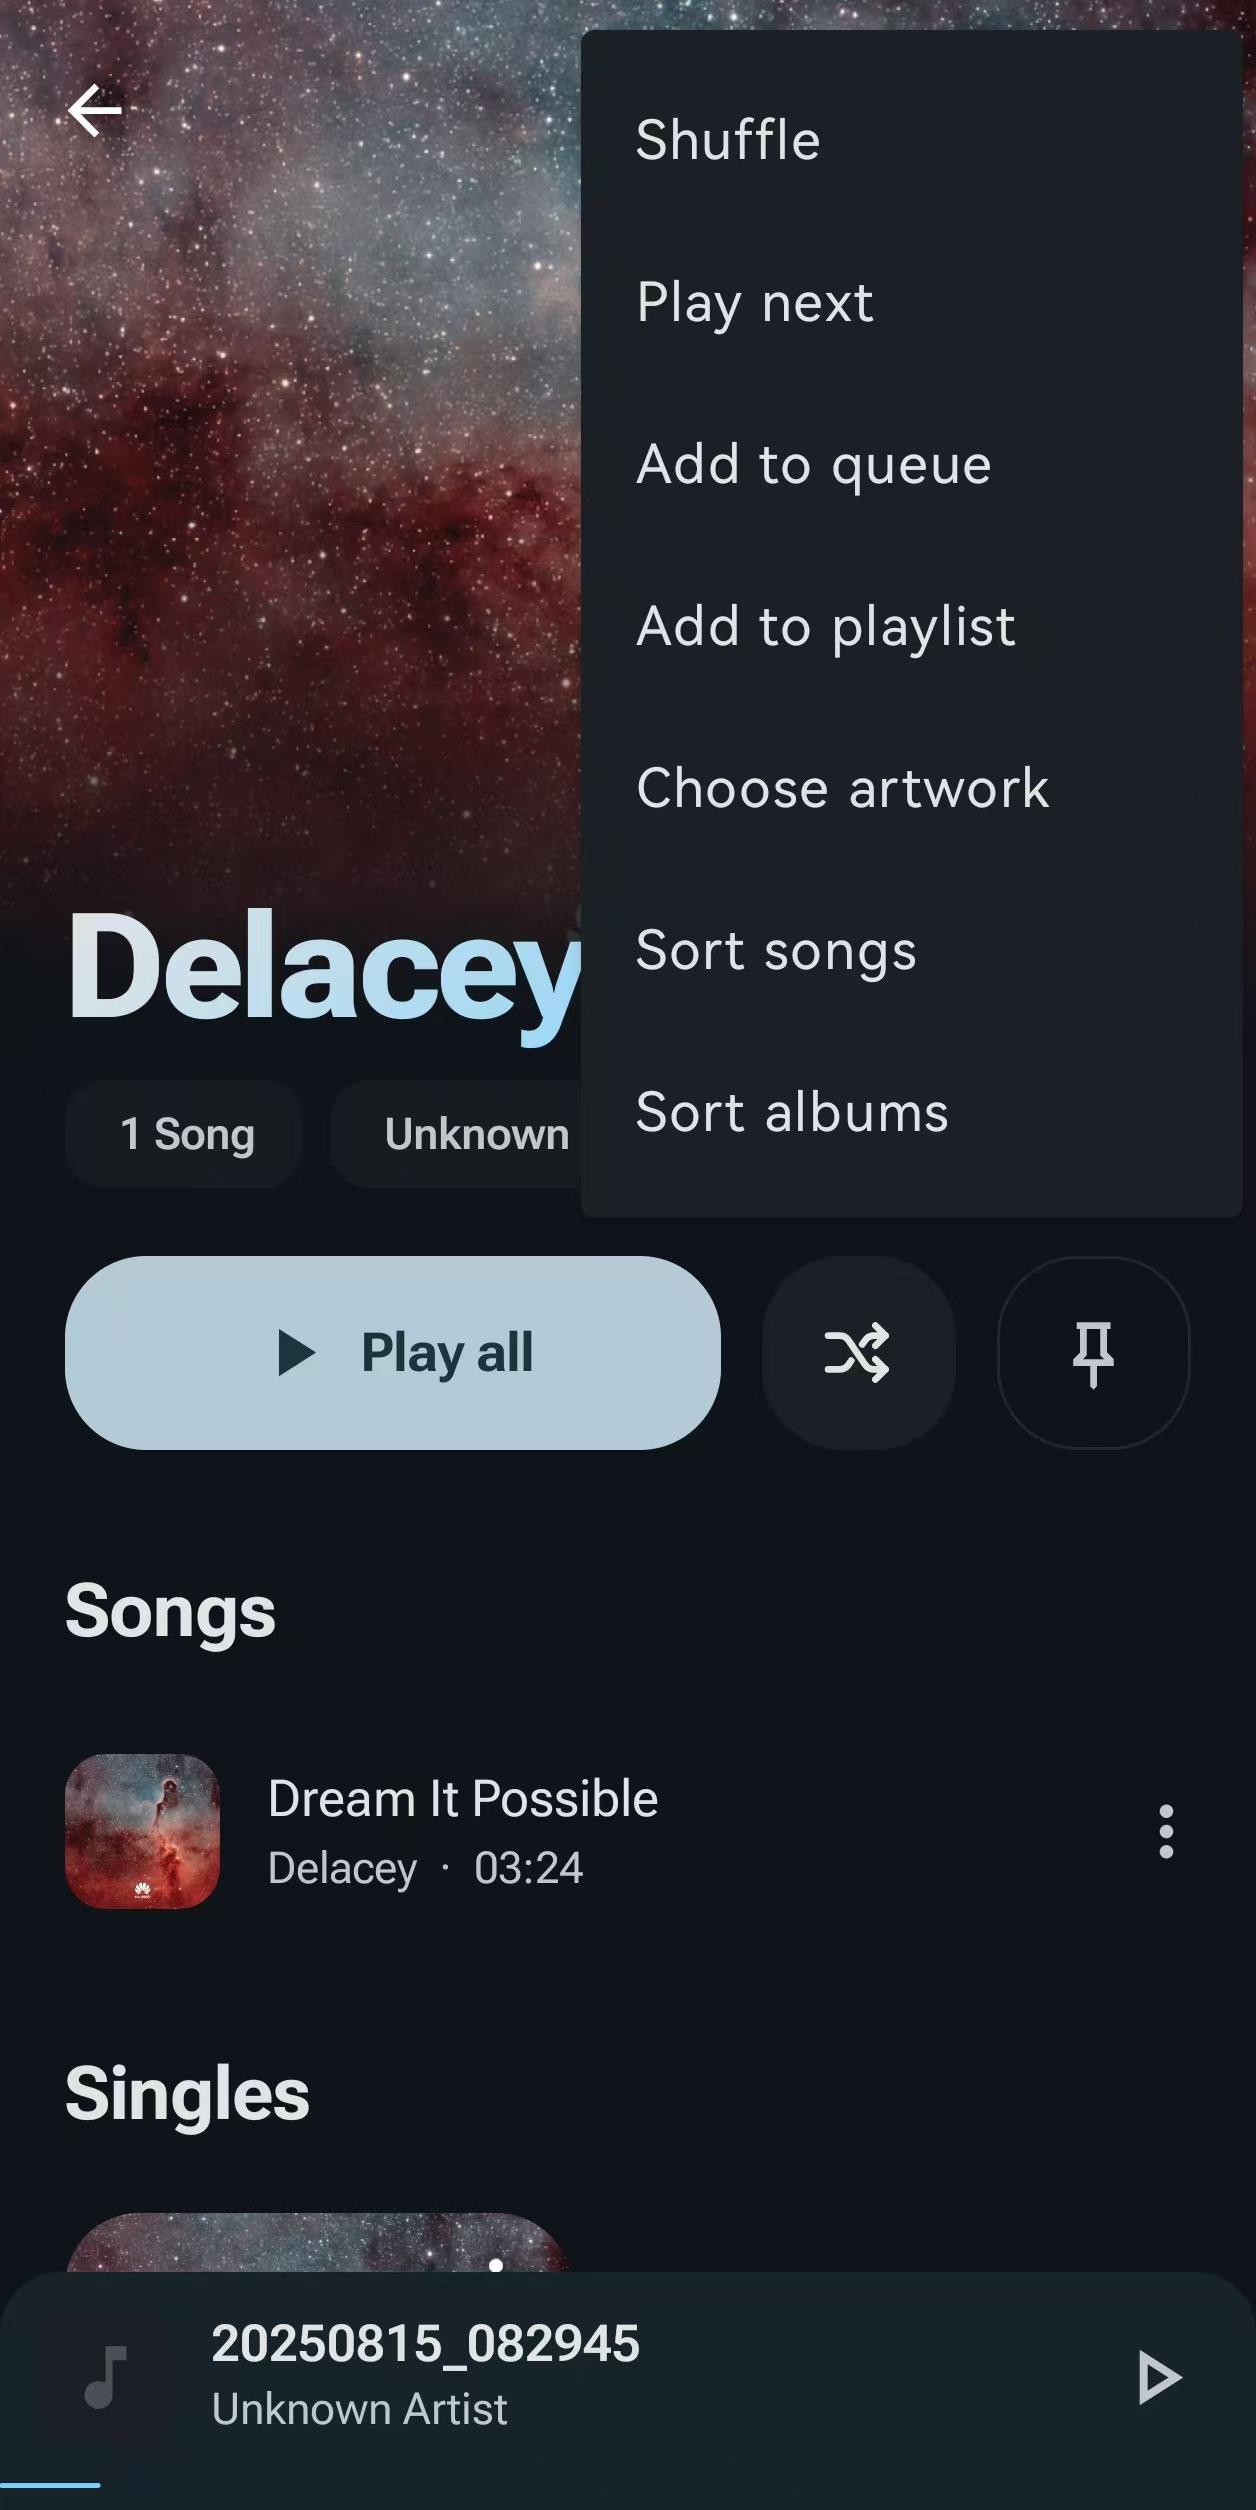 Shuffle
Play next
Add to queue
Add to playlist
Choose artwork
Sort songs
Sort albums
Delacey
1 Song
Unknown
Play all
Songs
Dream It Possible
Delacey · 03:24
Singles
20250815_082945
Unknown Artist